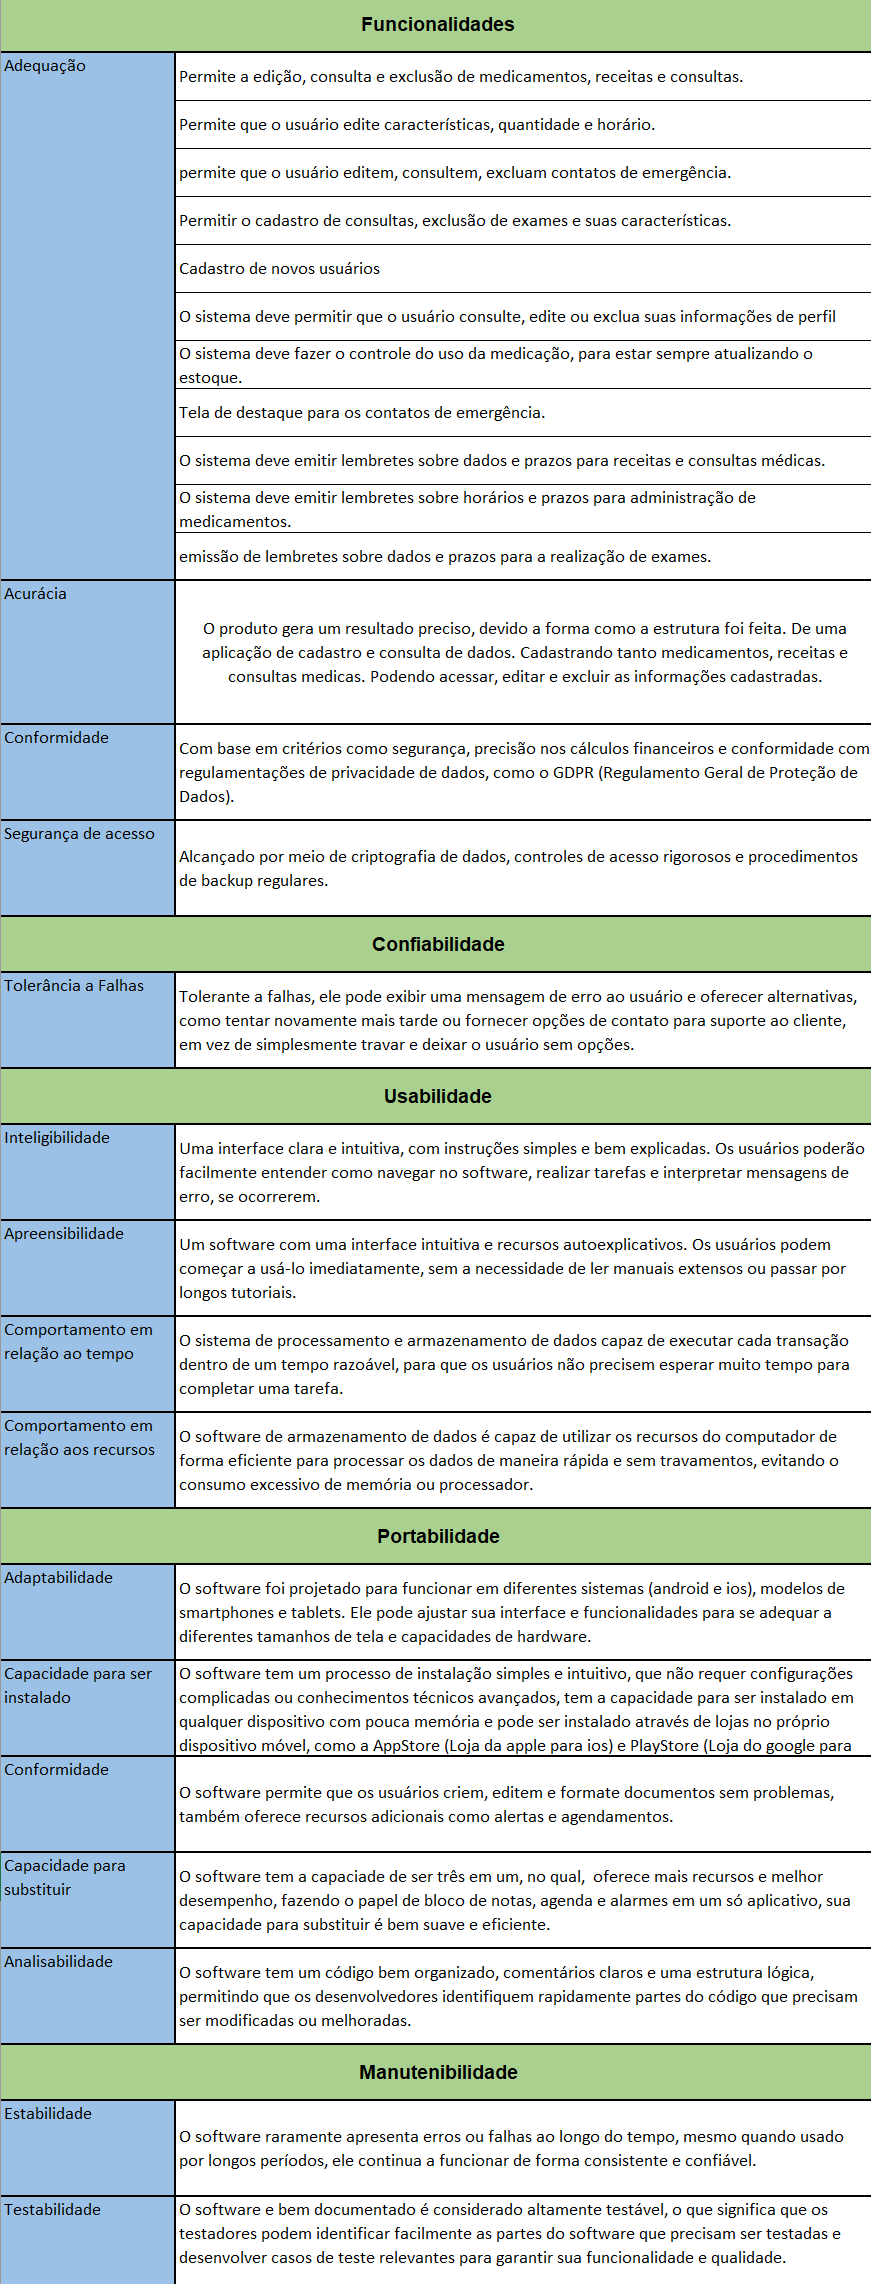 Funcionalidades
Adequação
Permite a edição, consulta e exclusão de medicamentos, receitas e consultas.
Permite que o usuário edite características, quantidade e horário.
permite que o usuário editem, consultem, excluam contatos de emergência.
Permitir o cadastro de consultas, exclusão de exames e suas características.
Cadastro de novos usuários
O sistema deve permitir que o usuário consulte, edite ou exclua suas informações de perfil
O sistema deve fazer o controle do uso da medicação, para estar sempre atualizando o
estoque.
Tela de destaque para os contatos de emergência.
O sistema deve emitir lembretes sobre dados e prazos para receitas e consultas médicas.
O sistema deve emitir lembretes sobre horários e prazos para administração de
medicamentos.
emissão de lembretes sobre dados e prazos para a realização de exames.
Acurácia
O produto gera um resultado preciso, devido a forma como a estrutura foi feita. De uma
aplicação de cadastro e consulta de dados. Cadastrando tanto medicamentos, receitas e
consultas medicas. Podendo acessar, editar e excluir as informações cadastradas.
Conformidade
Com base em critérios como segurança, precisão nos cálculos financeiros e conformidade com
regulamentações de privacidade de dados, como o GDPR (Regulamento Geral de Proteção de
Dados).
Segurança de acesso
Alcançado por meio de criptografia de dados, controles de acesso rigorosos e procedimentos
de backup regulares.
Confiabilidade
Tolerância a Falhas
Tolerante a falhas, ele pode exibir uma mensagem de erro ao usuário e oferecer alternativas,
como tentar novamente mais tarde ou fornecer opções de contato para suporte ao cliente,
em vez de simplesmente travar e deixar o usuário sem opções.
Usabilidade
Inteligibilidade
Uma interface clara e intuitiva, com instruções simples e bem explicadas. Os usuários poderão
facilmente entender como navegar no software, realizar tarefas e interpretar mensagens de
erro, se ocorrerem.
Apreensibilidade
Um software com uma interface intuitiva e recursos autoexplicativos. Os usuários podem
começar a usá-lo imediatamente, sem a necessidade de ler manuais extensos ou passar por
longos tutoriais.
Comportamento em
relação ao tempo
O sistema de processamento e armazenamento de dados capaz de executar cada transação
dentro de um tempo razoável, para que os usuários não precisem esperar muito tempo para
completar uma tarefa.
Comportamento em
relação aos recursos
O software de armazenamento de dados é capaz de utilizar os recursos do computador de
forma eficiente para processar os dados de maneira rápida e sem travamentos, evitando o
consumo excessivo de memória ou processador.
Portabilidade
Adaptabilidade
O software foi projetado para funcionar em diferentes sistemas (android e ios), modelos de
smartphones e tablets. Ele pode ajustar sua interface e funcionalidades para se adequar a
diferentes tamanhos de tela e capacidades de hardware.
Capacidade para ser
instalado
O software tem um processo de instalação simples e intuitivo, que não requer configurações
complicadas ou conhecimentos técnicos avançados, tem a capacidade para ser instalado em
qualquer dispositivo com pouca memória e pode ser instalado através de lojas no próprio
dispositivo móvel, como a AppStore (Loja da apple para ios) e PlayStore (Loja do google para
Conformidade
O software permite que os usuários criem, editem e formate documentos sem problemas,
também oferece recursos adicionais como alertas e agendamentos.
Capacidade para
substituir
O software tem a capaciade de ser três em um, no qual,  oferece mais recursos e melhor
desempenho, fazendo o papel de bloco de notas, agenda e alarmes em um só aplicativo, sua
capacidade para substituir é bem suave e eficiente.
Analisabilidade
O software tem um código bem organizado, comentários claros e uma estrutura lógica,
permitindo que os desenvolvedores identifiquem rapidamente partes do código que precisam
ser modificadas ou melhoradas.
Manutenibilidade
Estabilidade
O software raramente apresenta erros ou falhas ao longo do tempo, mesmo quando usado
por longos períodos, ele continua a funcionar de forma consistente e confiável.
Testabilidade
O software e bem documentado é considerado altamente testável, o que significa que os
testadores podem identificar facilmente as partes do software que precisam ser testadas e
desenvolver casos de teste relevantes para garantir sua funcionalidade e qualidade.